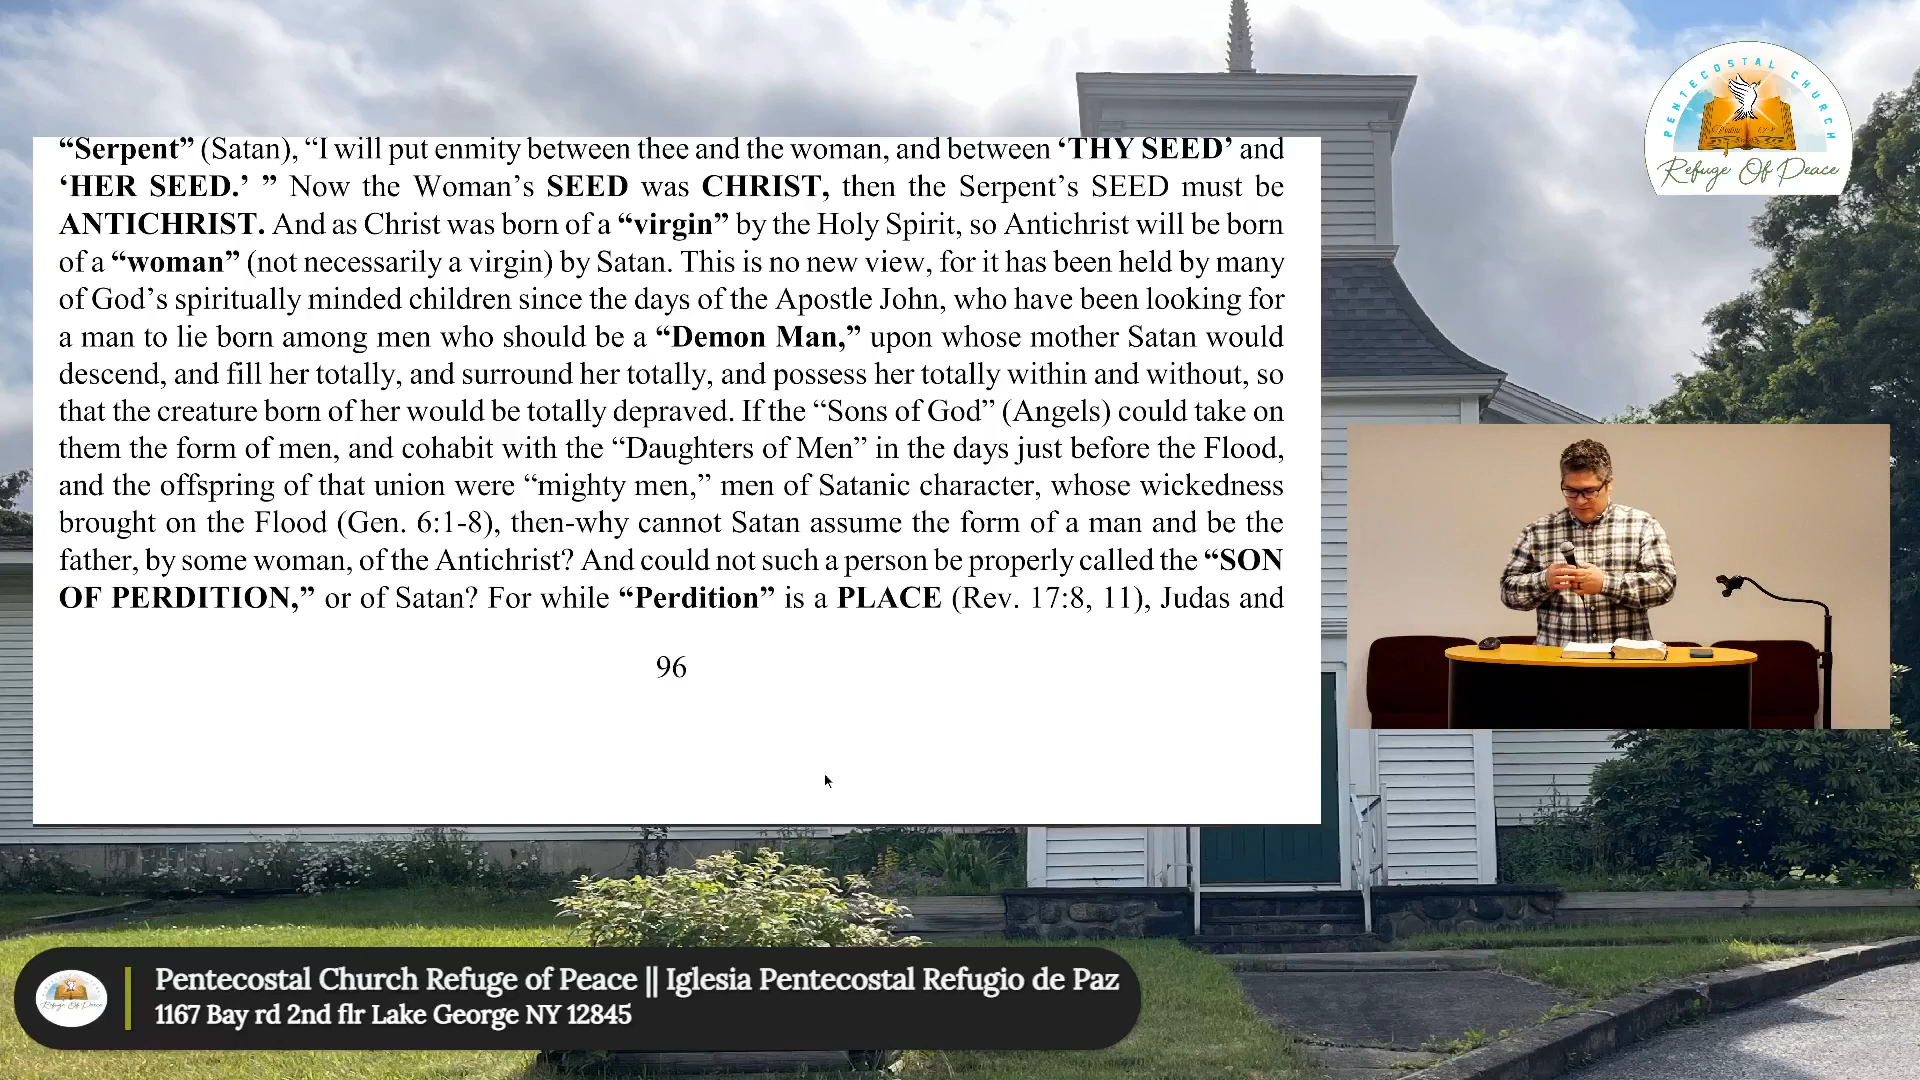 “Serpent” (Satan), “I will put enmity between thee and the woman, and between ‘THY SEED’ and
‘HER SEED.’ ” Now the Woman’s SEED was CHRIST, then the Serpent’s SEED must be
ANTICHRIST. And as Christ was born of a “virgin” by the Holy Spirit, so Antichrist will be born
of a “woman” (not necessarily a virgin) by Satan. This is no new view, for it has been held by many
of God’s spiritually minded children since the days of the Apostle John, who have been looking for
a man to lie born among men who should be a “Demon Man,” upon whose mother Satan would
descend, and fill her totally, and surround her totally, and possess her totally within and without, so
that the creature born of her would be totally depraved. If the “Sons of God” (Angels) could take on
them the form of men, and cohabit with the “Daughters of Men” in the days just before the Flood,
and the offspring of that union were “mighty men,” men of Satanic character, whose wickedness
brought on the Flood (Gen. 6:1-8), then-why cannot Satan assume the form of a man and be the
father, by some woman, of the Antichrist? And could not such a person be properly called the “SON
OF PERDITION,” or of Satan? For while “Perdition” is a PLACE (Rev. 17:8, 11), Judas and
96
PENTECOSTAL CHURCH
Refuge Of Peace
Refuge Of Peace
Pentecostal Church Refuge of Peace || Iglesia Pentecostal Refugio de Paz
1167 Bay rd 2nd flr Lake George NY 12845